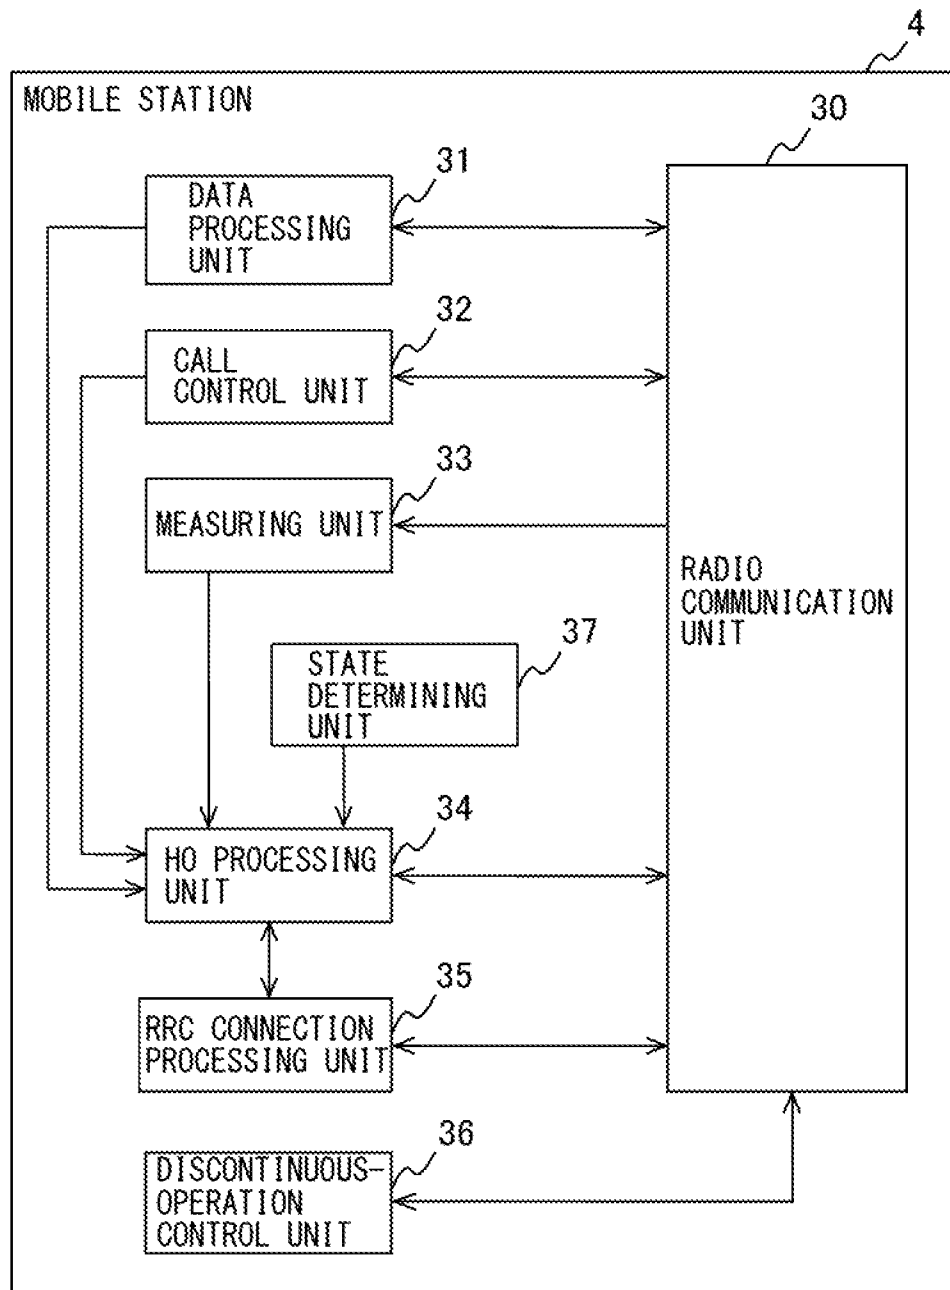 4
MOBILE STATION
30
31
DATA
PROCESSING
UNIT
32
CALL
CONTROL UNIT
33
MEASURING UNIT
RADIO
COMMUNICATION
UNIT
37
STATE
DETERMINING
UNIT
34
HO PROCESSING
UNIT
35
RRC CONNECTION
PROCESSING UNIT
36
DISCONTINUOUS-
OPERATION
CONTROL UNIT